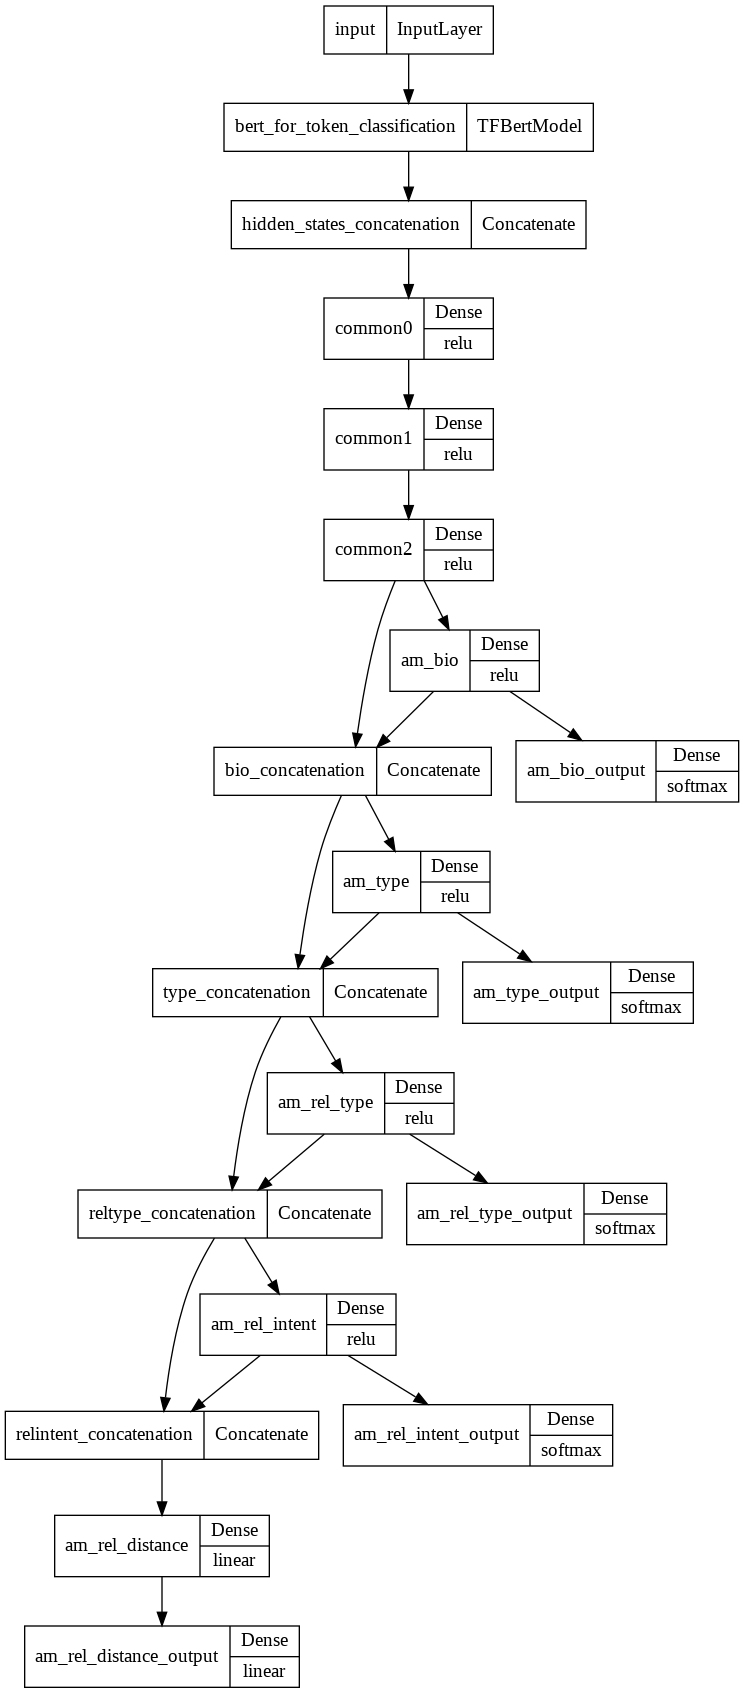 input InputLayer
bert_for_token_classification TFBertModel
hidden_states_concatenation Concatenate
common0 Dense
relu
common1 Dense
relu
common2 Dense
relu
am_bio Dense
relu
bio_concatenation Concatenate
am_bio_output Dense
softmax
am_type Dense
relu
type_concatenation Concatenate
am_type_output Dense
softmax
am_rel_type Dense
relu
reltype_concatenation Concatenate
am_rel_type_output Dense
softmax
am_rel_intent Dense
relu
relintent_concatenation Concatenate
am_rel_intent_output Dense
softmax
am_rel_distance Dense
linear
am_rel_distance_output Dense
linear